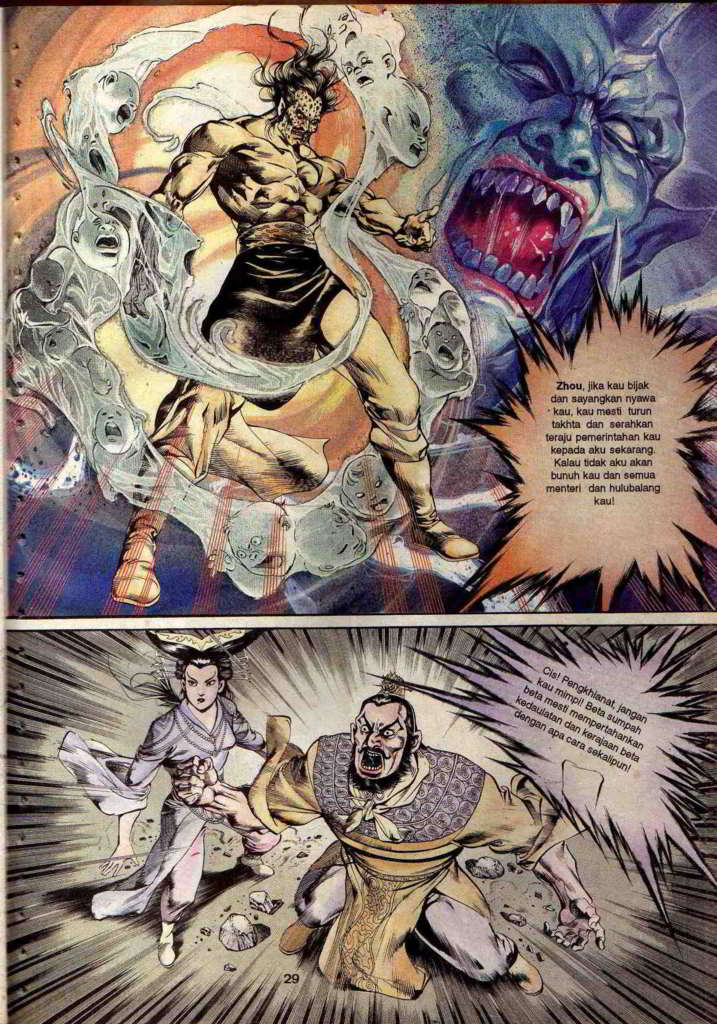 Zhou, jika kau bijak
dan sayangkan nyawa
kau, kau mesti turun
takhta dan serahkan
teraju pemerintahan kau
kepada aku sekarang.
Kalau tidak aku akan
bunuh kau dan semua
menteri dan hulubalang
kau!
Cis! Pengkhianat, jangan
kau mimpi! Beta sumpah
beta mesti mempertahankan
kedaulatan dan kerajaan beta
dengan apa cara sekalipun!
29